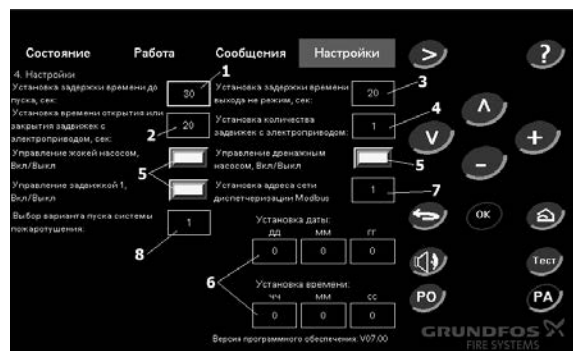 Состояние Работа Сообщения Настройки > ?
4. Настройки 1
Установка задержки времени до пуска, сек: 30
Установка задержки времени выхода не режим, сек: 20 3
Установка времени открытия или закрытия задвижек с электроприводом, сек: 20 2
Установка количества задвижек с электроприводом: 1 4
Управление жокей насосом, Вкл/Выкл 5
Управление дренажным насосом, Вкл/Выкл 5
Управление задвижкой 1, Вкл/Выкл
Установка адреса сети диспетчеризации Modbus 1 7
Выбор варианта пуска системы пожаротушения: 1 8
Установка даты:
дд мм гг
0 0 0
6
Установка времени:
чч мм сс
0 0 0
Версия программного обеспечения: V07.00
Λ
V +
-
OK
Тест
PO PA
GRUNDFOS
FIRE SYSTEMS